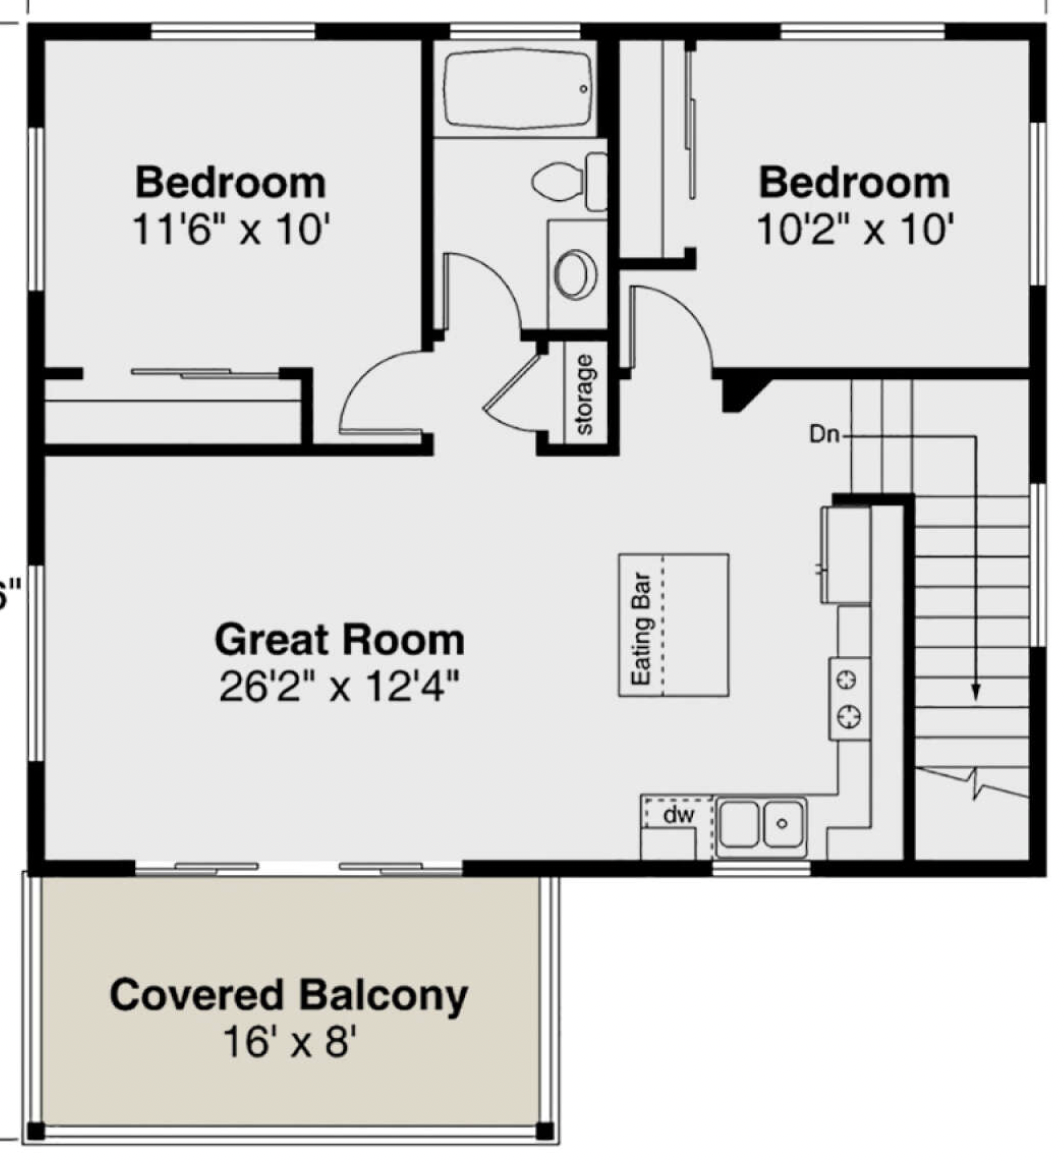 Bedroom
11'6" x 10'
Bedroom
10'2" x 10'
storage
Dn
6"
Great Room
26'2" x 12'4"
Eating Bar
dw
Covered Balcony
16' x 8'